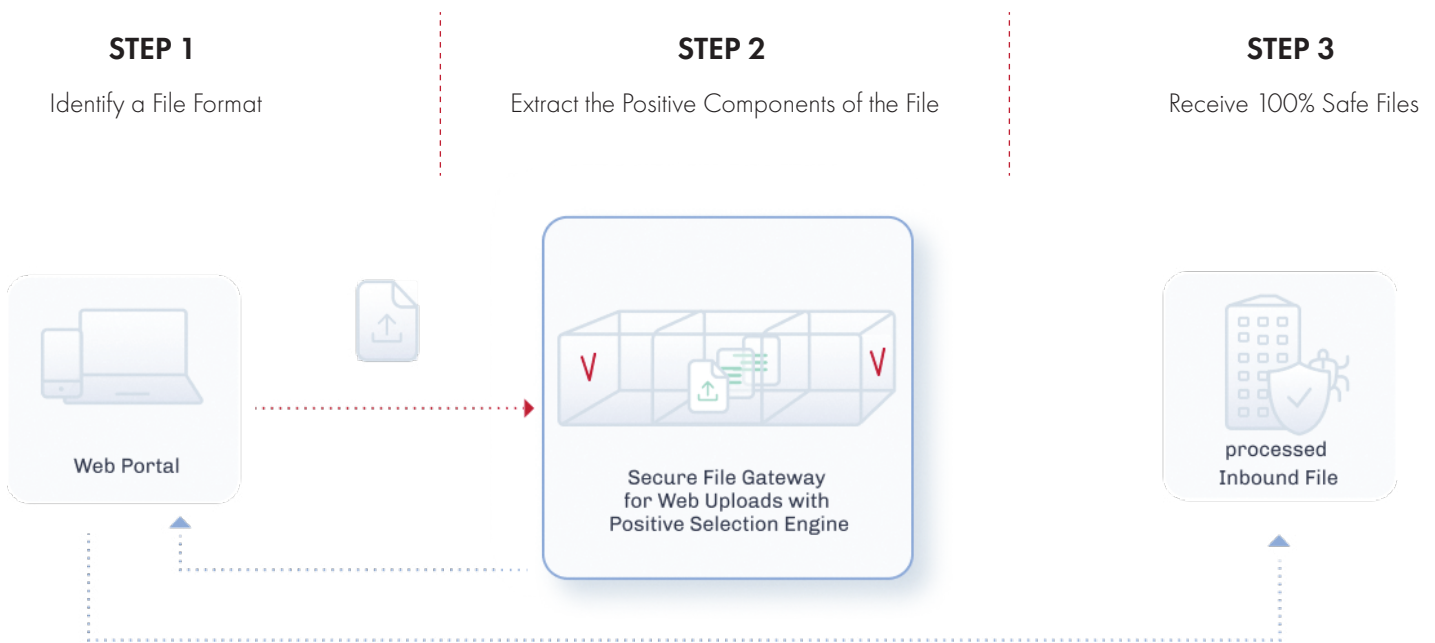 STEP 1
Identify a File Format
STEP 2
Extract the Positive Components of the File
STEP 3
Receive 100% Safe Files
Web Portal
V
V
Secure File Gateway
for Web Uploads with
Positive Selection Engine
processed
Inbound File